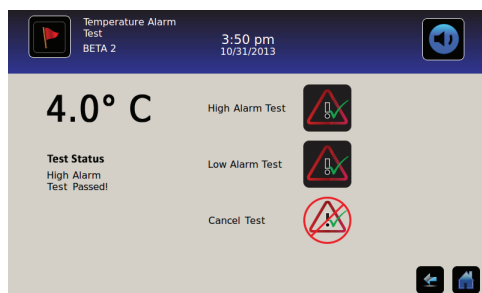 Temperature Alarm
Test
BETA 2
3:50 pm
10/31/2013
4.0° C
High Alarm Test
Test Status
High Alarm
Test Passed!
Low Alarm Test
Cancel Test